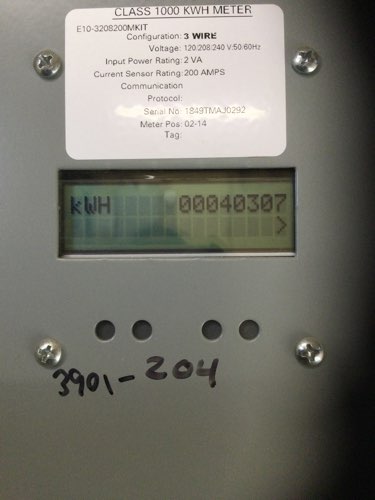 CLASS 1000 KWH METER
E10-3208200MKIT
Configuration: 3 WIRE
Voltage: 120/208/240 V:50:60Hz
Input Power Rating: 2 VA
Current Sensor Rating: 200 AMPS
Communication
Protocol:
Serial No: 1849TMAJ0292
Meter Pos: 02-14
Tag:
kWH 00040307
>
3901-204